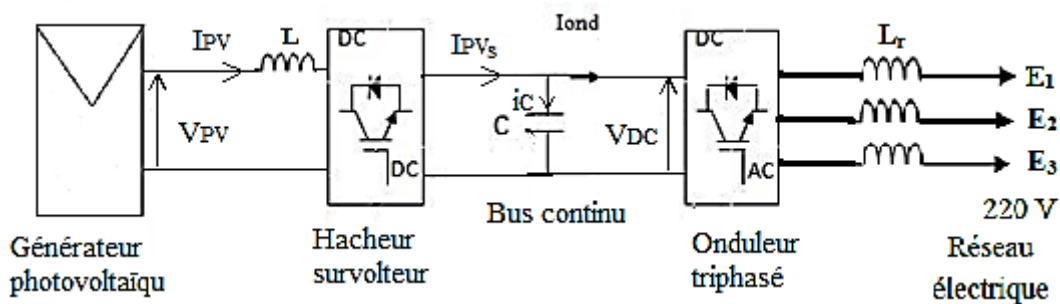 IPV
L
DC
IPVs
Iond
DC
Lr
E1
VPV
iC
C
VDC
E2
DC
AC
E3
Bus continu
220 V
Générateur
photovoltaïqu
Hacheur
survolteur
Onduleur
triphasé
Réseau
électrique